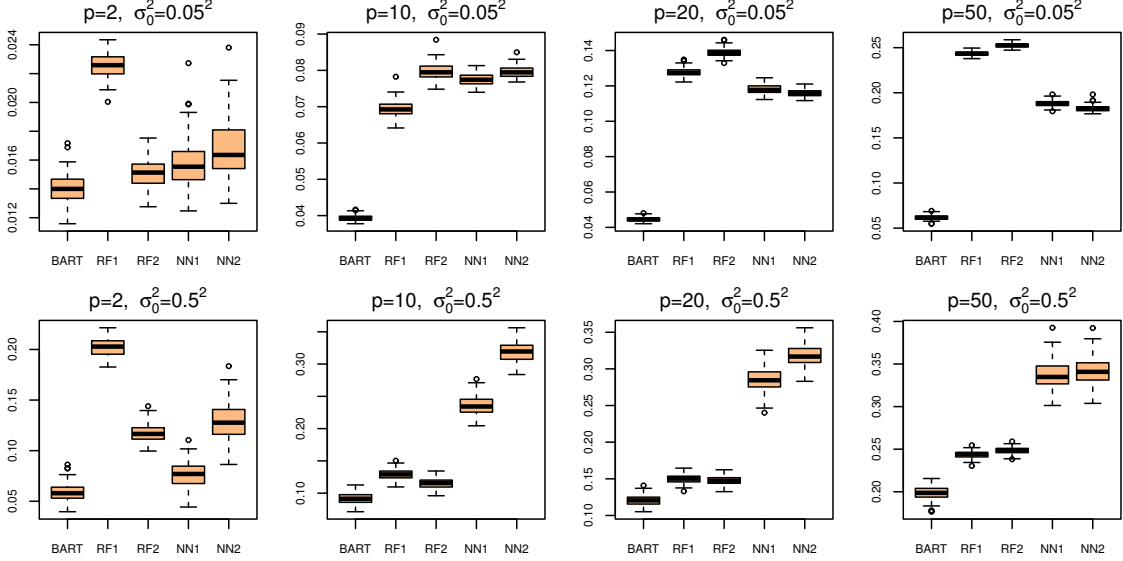 p=2, σ₀²=0.05²
0.012 0.016 0.020 0.024
BART RF1 RF2 NN1 NN2
p=10, σ₀²=0.05²
0.04 0.05 0.06 0.07 0.08 0.09
BART RF1 RF2 NN1 NN2
p=20, σ₀²=0.05²
0.04 0.06 0.08 0.10 0.12 0.14
BART RF1 RF2 NN1 NN2
p=50, σ₀²=0.05²
0.05 0.10 0.15 0.20 0.25
BART RF1 RF2 NN1 NN2
p=2, σ₀²=0.5²
0.05 0.10 0.15 0.20
BART RF1 RF2 NN1 NN2
p=10, σ₀²=0.5²
0.10 0.20 0.30
BART RF1 RF2 NN1 NN2
p=20, σ₀²=0.5²
0.10 0.15 0.20 0.25 0.30 0.35
BART RF1 RF2 NN1 NN2
p=50, σ₀²=0.5²
0.20 0.25 0.30 0.35 0.40
BART RF1 RF2 NN1 NN2